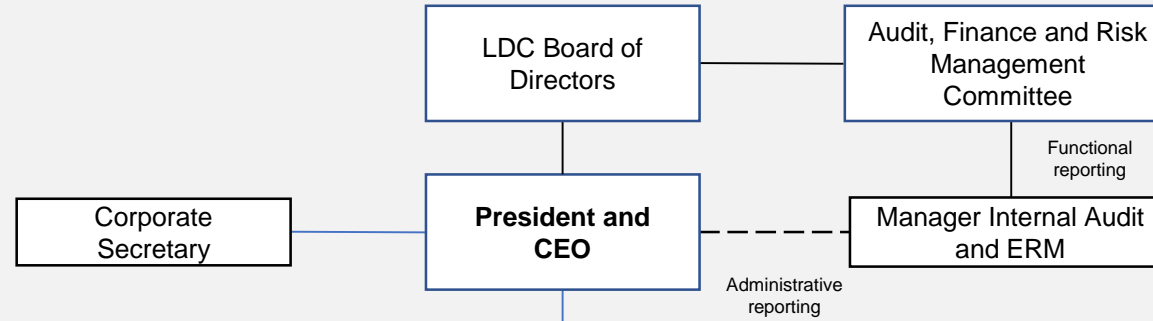 LDC Board of
Directors
Audit, Finance and Risk
Management
Committee
Functional
reporting
Corporate
Secretary
President and
CEO
Manager Internal Audit
and ERM
Administrative
reporting